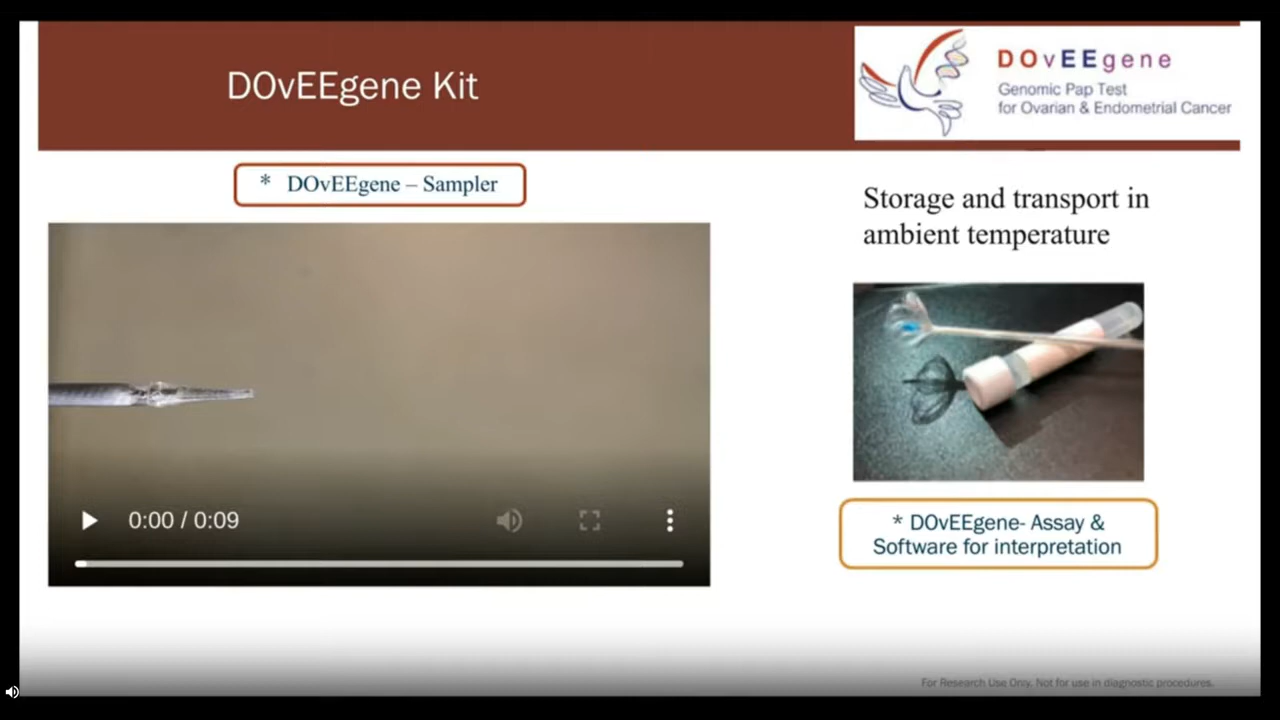 DOvEEgene Kit
DOvEEgene
Genomic Pap Test
for Ovarian & Endometrial Cancer
* DOvEEgene – Sampler
Storage and transport in
ambient temperature
0:00 / 0:09
* DOvEEgene- Assay &
Software for interpretation
For Research Use Only. Not for use in diagnostic procedures.